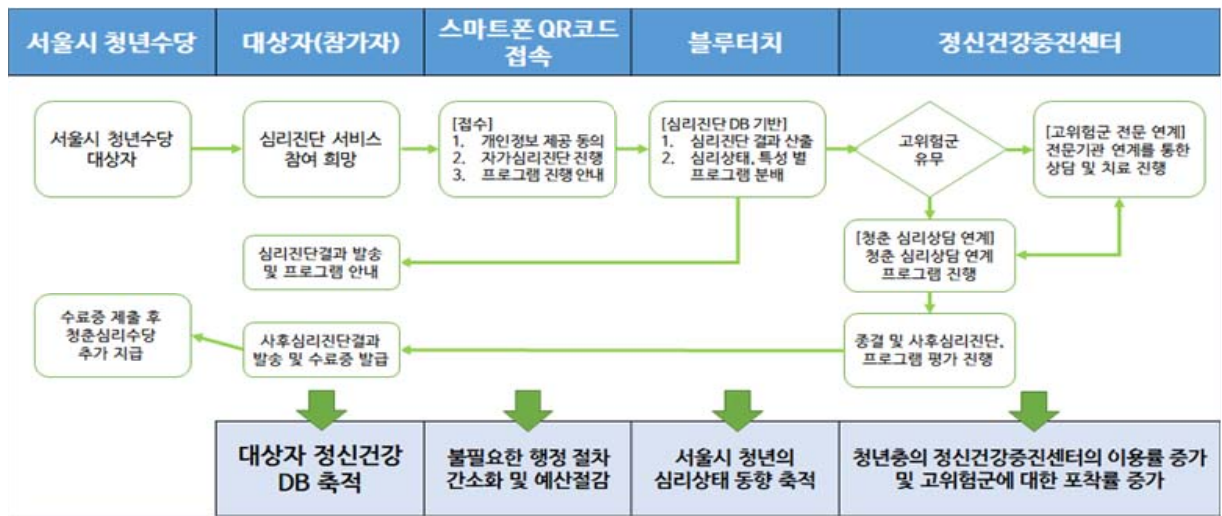 서울시 청년수당
대상자(참가자)
스마트폰 QR코드
접속
블루터치
정신건강증진센터
서울시 청년수당
대상자
심리진단 서비스
참여 희망
[접수]
1. 개인정보 제공 동의
2. 자가심리진단 진행
3. 프로그램 진행 안내
[심리진단 DB 기반]
1. 심리진단 결과 산출
2. 심리상태, 특성 별
프로그램 분배
고위험군
유무
[고위험군 전문 연계]
전문기관 연계를 통한
상담 및 치료 진행
심리진단결과 발송
및 프로그램 안내
[청춘 심리상담 연계]
청춘 심리상담 연계
프로그램 진행
수료증 제출 후
청춘심리수당
추가 지급
사후심리진단결과
발송 및 수료증 발급
종결 및 사후심리진단,
프로그램 평가 진행
대상자 정신건강
DB 축적
불필요한 행정 절차
간소화 및 예산절감
서울시 청년의
심리상태 동향 축적
청년층의 정신건강증진센터의 이용률 증가
및 고위험군에 대한 포착률 증가